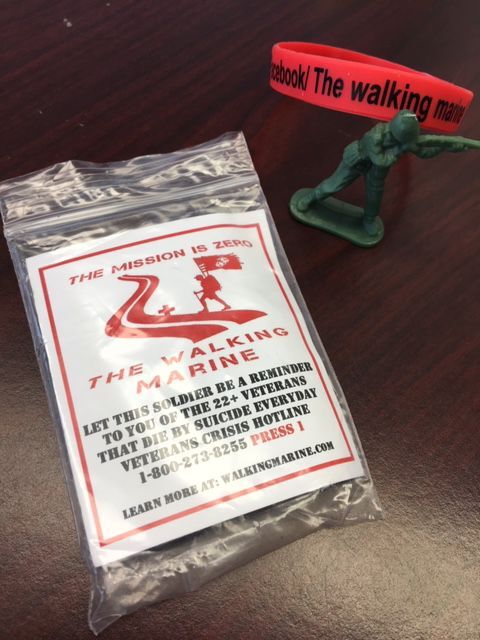 acebook/ The walking marine
THE MISSION IS ZERO
THE WALKING
MARINE
LET THIS SOLDIER BE A REMINDER
TO YOU OF THE 22+ VETERANS
THAT DIE BY SUICIDE EVERYDAY
VETERANS CRISIS HOTLINE
1-800-273-8255 PRESS 1
LEARN MORE AT: WALKINGMARINE.COM